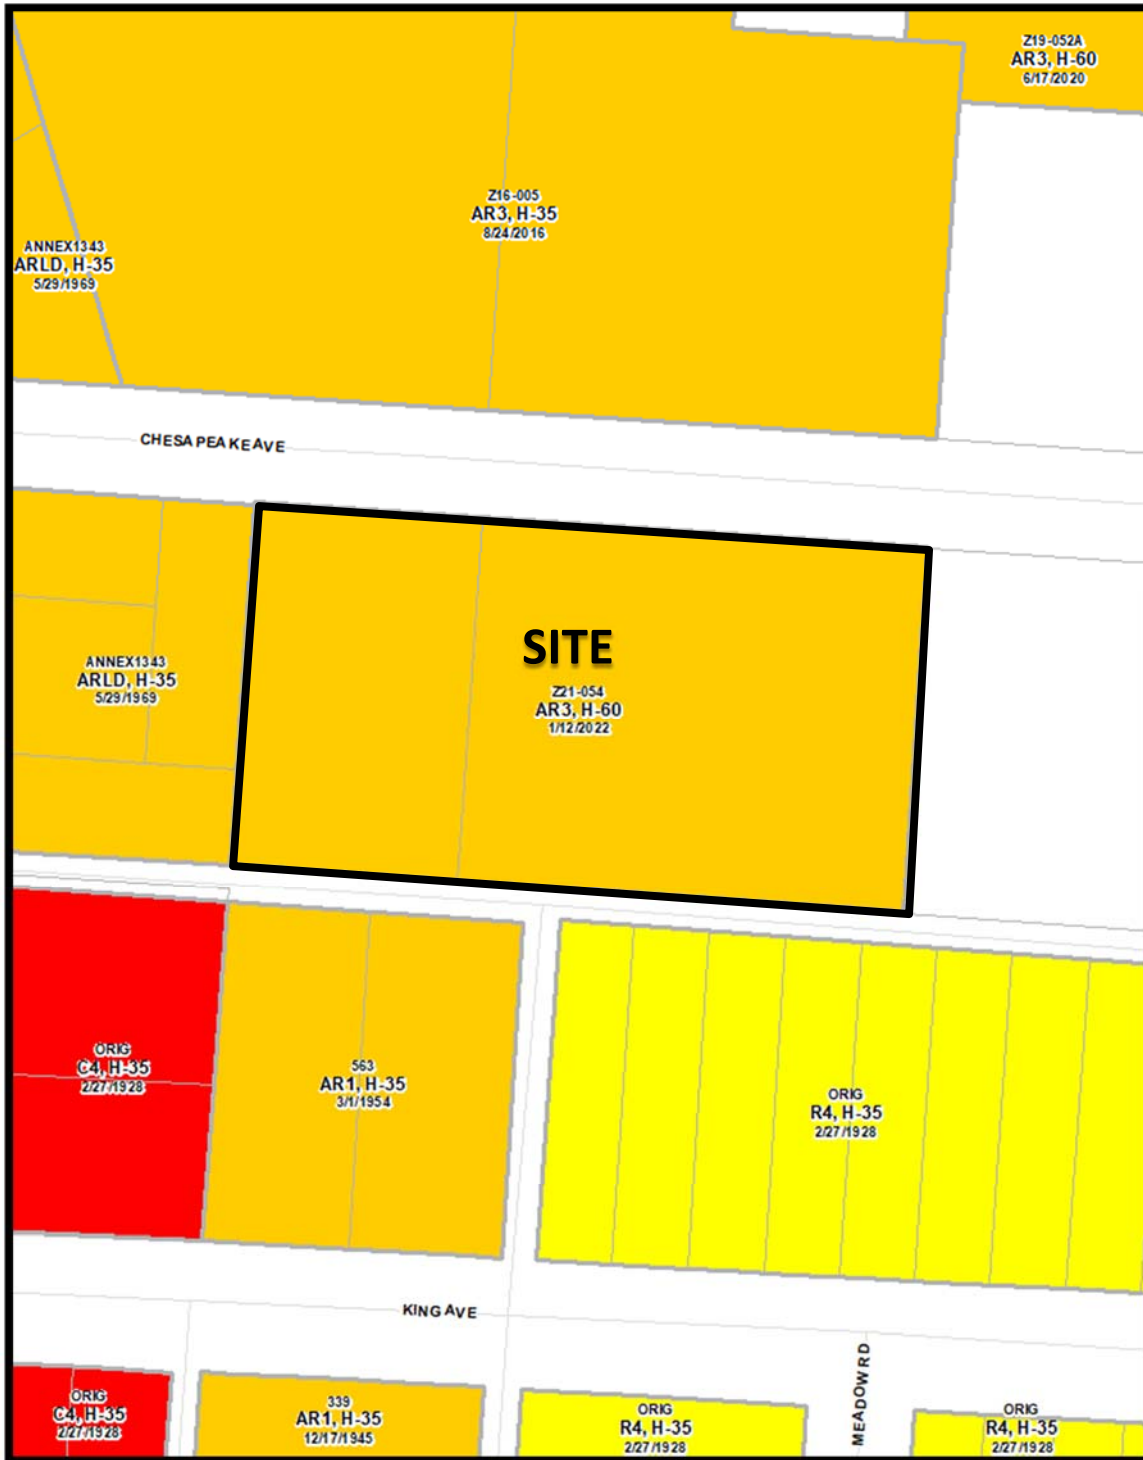 Z19-052A
AR3, H-60
6/17/2020
Z16-005
AR3, H-35
8/24/2016
ANNEX1343
ARLD, H-35
5/29/1969
CHESAPEAKE AVE
SITE
ANNEX1343
ARLD, H-35
5/29/1969
Z21-054
AR3, H-60
1/12/2022
ORIG
C4, H-35
2/27/1928
563
AR1, H-35
3/1/1954
ORIG
R4, H-35
2/27/1928
KING AVE
MEADOW RD
ORIG
C4, H-35
2/27/1928
339
AR1, H-35
12/17/1945
ORIG
R4, H-35
2/27/1928
ORIG
R4, H-35
2/27/1928